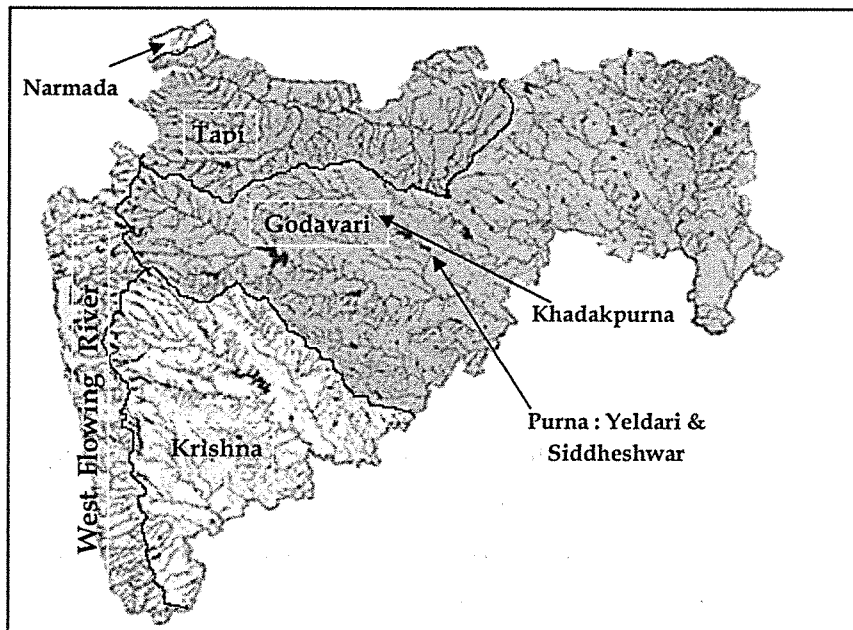 Narmada
Tapi
Godavari
Khadakpurna
Purna : Yeldari &
Siddheshwar
Krishna
West Flowing River